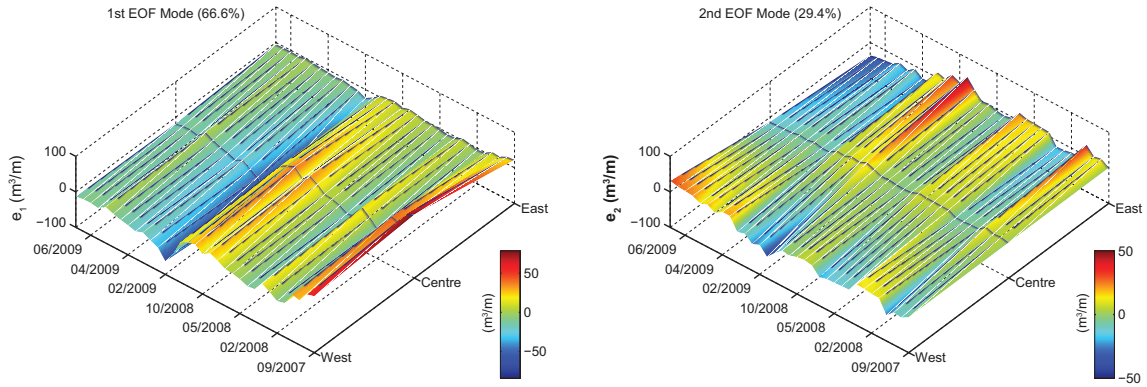 1st EOF Mode (66.6%)
e1 (m³/m)
100
0
−100
06/2009
04/2009
02/2009
10/2008
05/2008
02/2008
09/2007
West
Centre
East
50
0
−50
(m³/m)
2nd EOF Mode (29.4%)
e2 (m³/m)
100
0
−100
06/2009
04/2009
02/2009
10/2008
05/2008
02/2008
09/2007
West
Centre
East
50
0
−50
(m³/m)